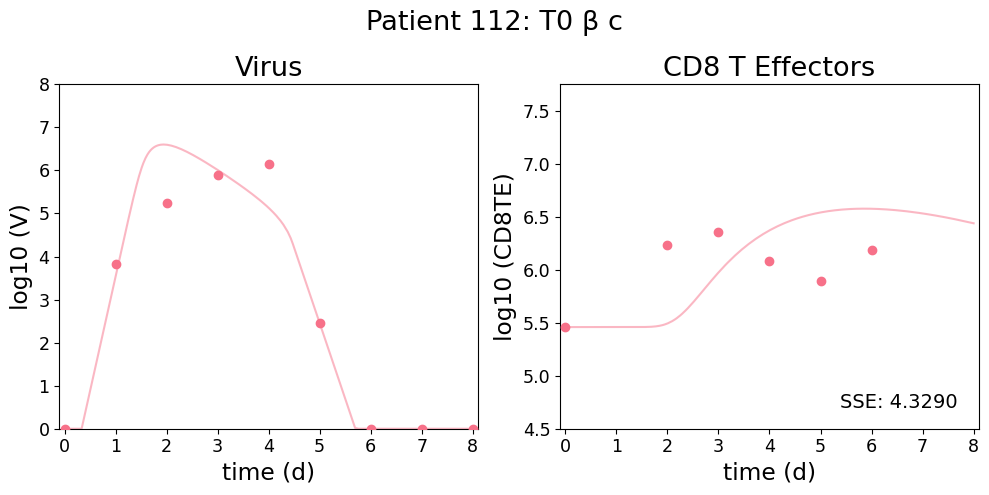 Patient 112: T0 β c
Virus
CD8 T Effectors
8
7
6
5
4
3
2
1
0
log10 (V)
0 1 2 3 4 5 6 7 8
time (d)
7.5
7.0
6.5
6.0
5.5
5.0
4.5
log10 (CD8TE)
SSE: 4.3290
0 1 2 3 4 5 6 7 8
time (d)